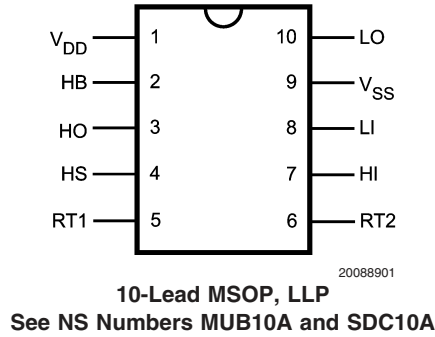 VDD 1 10 LO
HB 2 9 VSS
HO 3 8 LI
HS 4 7 HI
RT1 5 6 RT2
20088901
10-Lead MSOP, LLP
See NS Numbers MUB10A and SDC10A